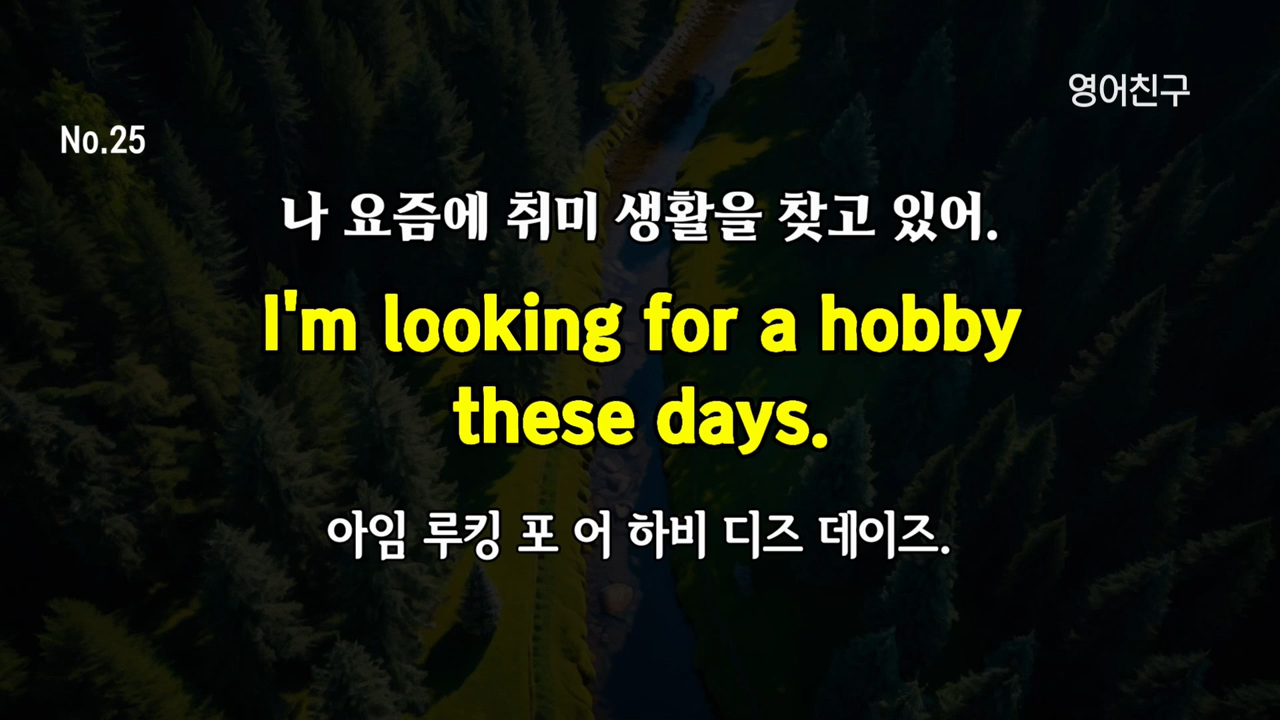 영어친구
No.25
나 요즘에 취미 생활을 찾고 있어.
I'm looking for a hobby
these days.
아임 루킹 포 어 하비 디즈 데이즈.